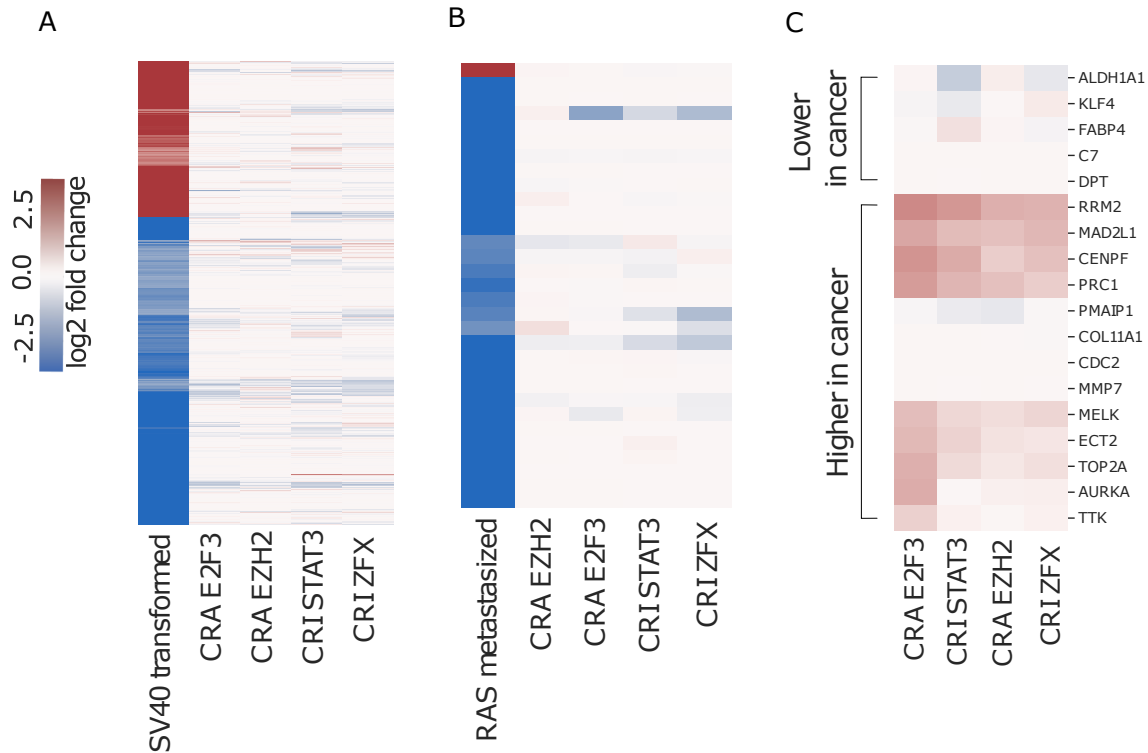 A
B
C
2.5
0.0
-2.5
log2 fold change
SV40 transformed
CRA E2F3
CRA EZH2
CRI STAT3
CRI ZFX
RAS metastasized
CRA EZH2
CRA E2F3
CRI STAT3
CRI ZFX
Lower
in cancer
Higher in cancer
ALDH1A1
KLF4
FABP4
C7
DPT
RRM2
MAD2L1
CENPF
PRC1
PMAIP1
COL11A1
CDC2
MMP7
MELK
ECT2
TOP2A
AURKA
TTK
CRA E2F3
CRI STAT3
CRA EZH2
CRI ZFX